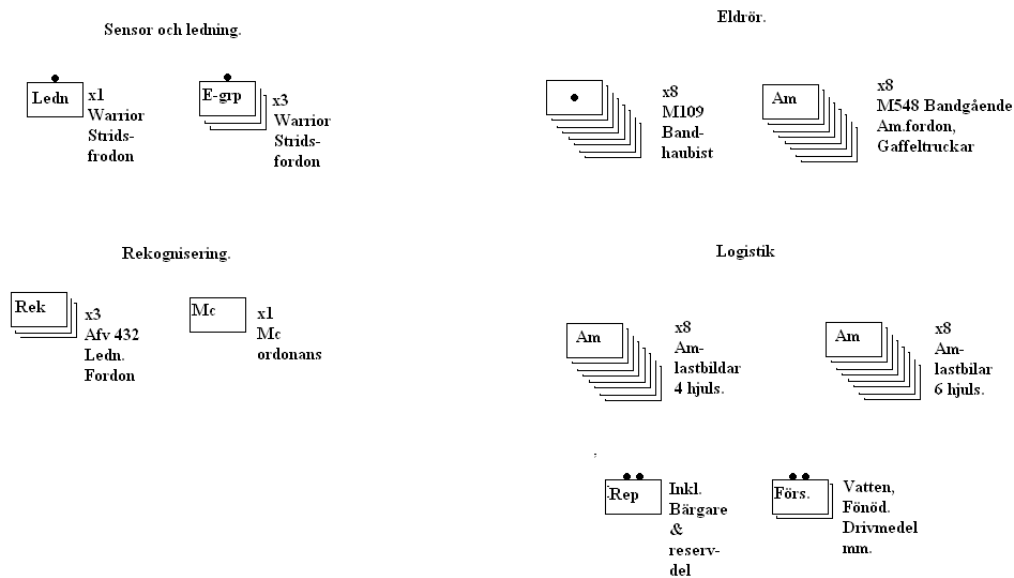 Sensor och ledning.
Ledn
x1
Warrior
Strids-
frodon
E-grp
x3
Warrior
Strids-
fordon
Eldrör.
x8
M109
Band-
haubist
Am
x8
M548 Bandgående
Am.fordon,
Gaffeltruckar
Rekognisering.
Rek
x3
Afv 432
Ledn.
Fordon
Mc
x1
Mc
ordonans
Logistik
Am
x8
Am-
lastbildar
4 hjuls.
Am
x8
Am-
lastbilar
6 hjuls.
Rep
Inkl.
Bärgare
&
reserv-
del
Förs.
Vatten,
Fönöd.
Drivmedel
mm.